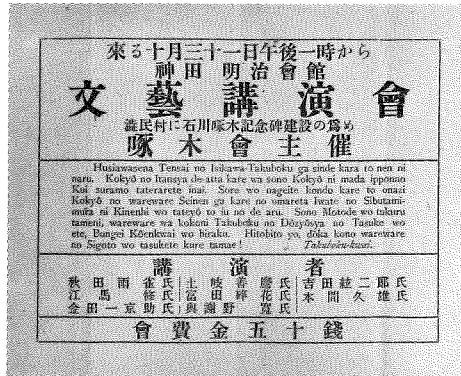 來る十月三十一日午後一時から
神田 明治會館
文藝講演會
澁民村に石川啄木記念碑建設の爲め
啄木會主催
Husiawasena Tensai no Isikawa-Takuboku ga sinde kara to nen ni
naru. Kokyô no Itansya de atta kare wa sono Kokyô ni mada ipponno
Koi suramo taterarete inai. Soro wo nageite kondo kare to onazi
Kokyô no wareware Seinen ga kare no umareta Iwate no Sibutami-
mura ni Kinenhi wo tateyô to iu no de aru. Sono Motode wo tukuru
tameni, wareware wa kokoni Takuboku no Dôzyôsya no Tasuke wo
ete, Bungei Kôenkwai wo hiraku. Hitobito yo, dôka kono wareware
no Sigoto wo tasukete kure tamae! Takuboku-kwai.
講演者
秋田雨雀氏 土岐善麿氏 吉田絃二郎氏
江馬修氏 富田碎花氏 本間久雄氏
金田一京助氏 與謝野寬氏
會費金五十錢